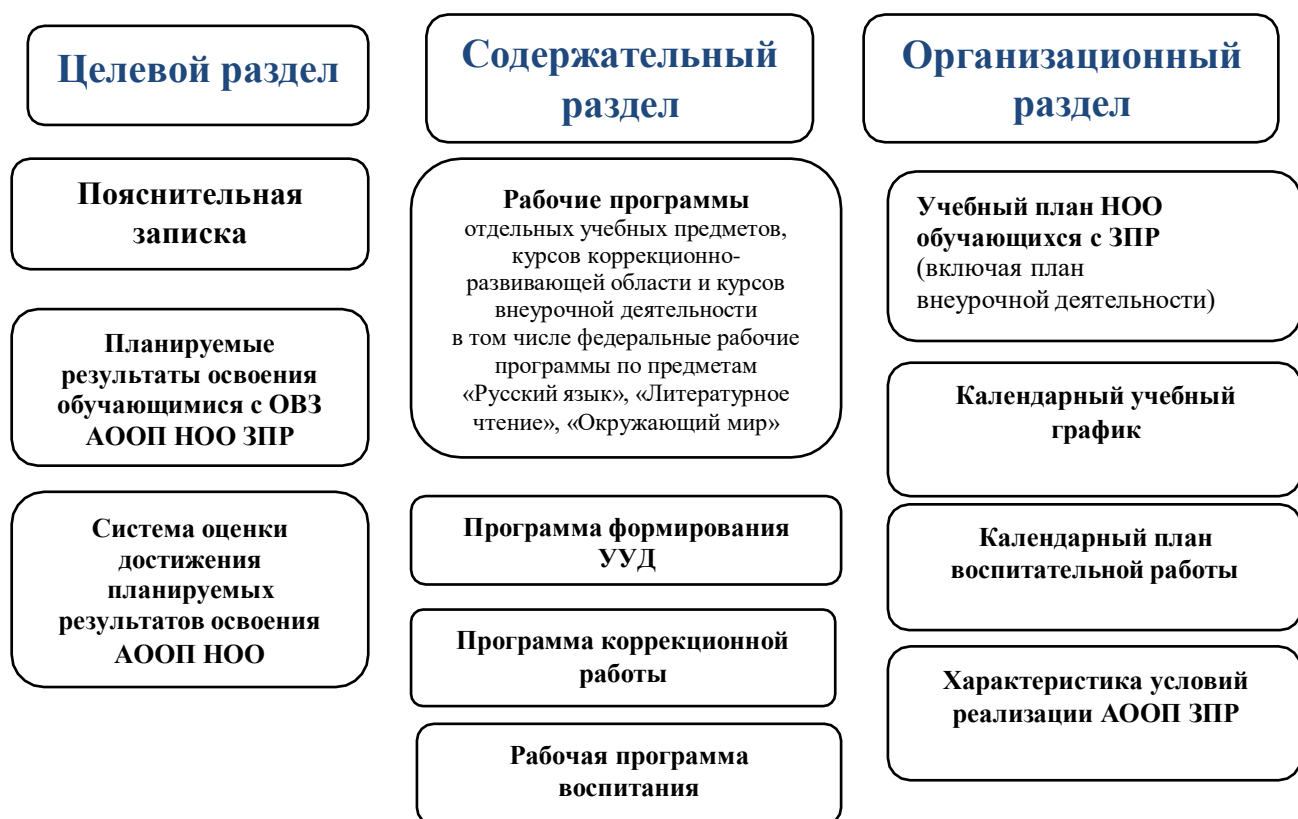 Целевой раздел
Пояснительная
записка
Планируемые
результаты освоения
обучающимися с ОВЗ
АООП НОО ЗПР
Система оценки
достижения
планируемых
результатов освоения
АООП НОО
Содержательный
раздел
Рабочие программы
отдельных учебных предметов,
курсов коррекционно-
развивающей области и курсов
внеурочной деятельности
в том числе федеральные рабочие
программы по предметам
«Русский язык», «Литературное
чтение», «Окружающий мир»
Программа формирования
УУД
Программа коррекционной
работы
Рабочая программа
воспитания
Организационный
раздел
Учебный план НОО
обучающихся с ЗПР
(включая план
внеурочной деятельности)
Календарный учебный
график
Календарный план
воспитательной работы
Характеристика условий
реализации АООП ЗПР